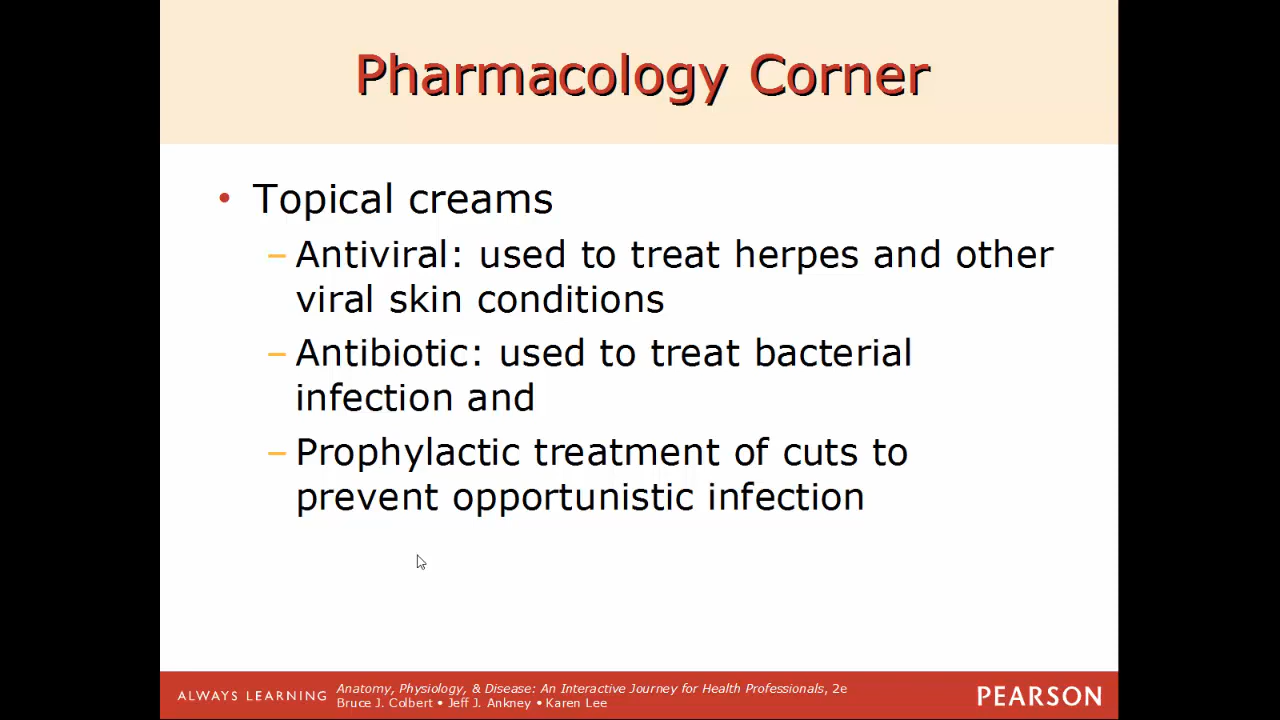 Pharmacology Corner
• Topical creams
– Antiviral: used to treat herpes and other
viral skin conditions
– Antibiotic: used to treat bacterial
infection and
– Prophylactic treatment of cuts to
prevent opportunistic infection
ALWAYS LEARNING
Anatomy, Physiology, & Disease: An Interactive Journey for Health Professionals, 2e
Bruce J. Colbert • Jeff J. Ankney • Karen Lee
PEARSON